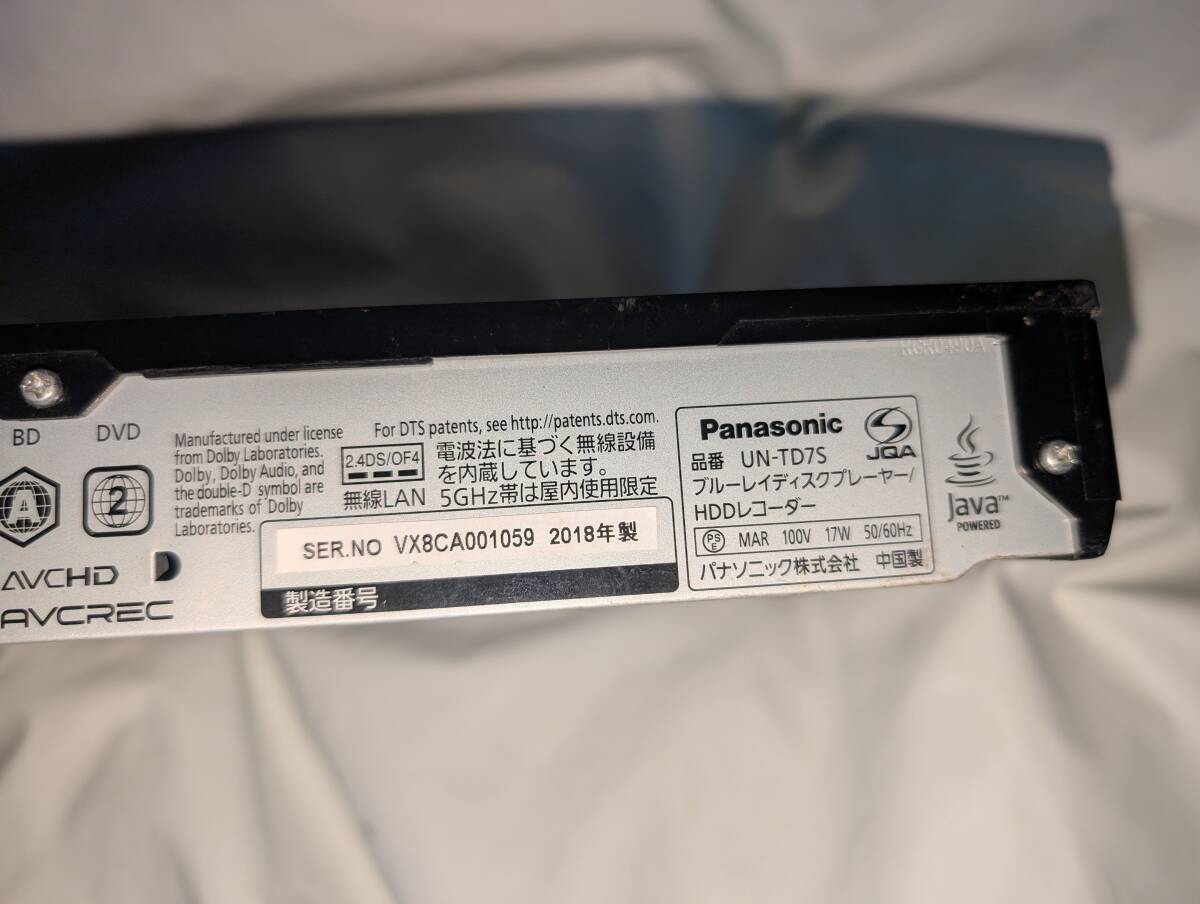 BD
DVD
A
2
AVCHD
AVCREC
Manufactured under license
from Dolby Laboratories.
Dolby, Dolby Audio, and
the double-D symbol are
trademarks of Dolby
Laboratories.
For DTS patents, see http://patents.dts.com.
2.4DS/OF4
無線LAN
電波法に基づく無線設備
を内蔵しています。
5GHz帯は屋内使用限定
SER.NO VX8CA001059 2018年製
製造番号
Panasonic
JQA
品番 UN-TD7S
ブルーレイディスクプレーヤー/
HDDレコーダー
PS
E
MAR 100V 17W 50/60Hz
パナソニック株式会社 中国製
Java™
POWERED